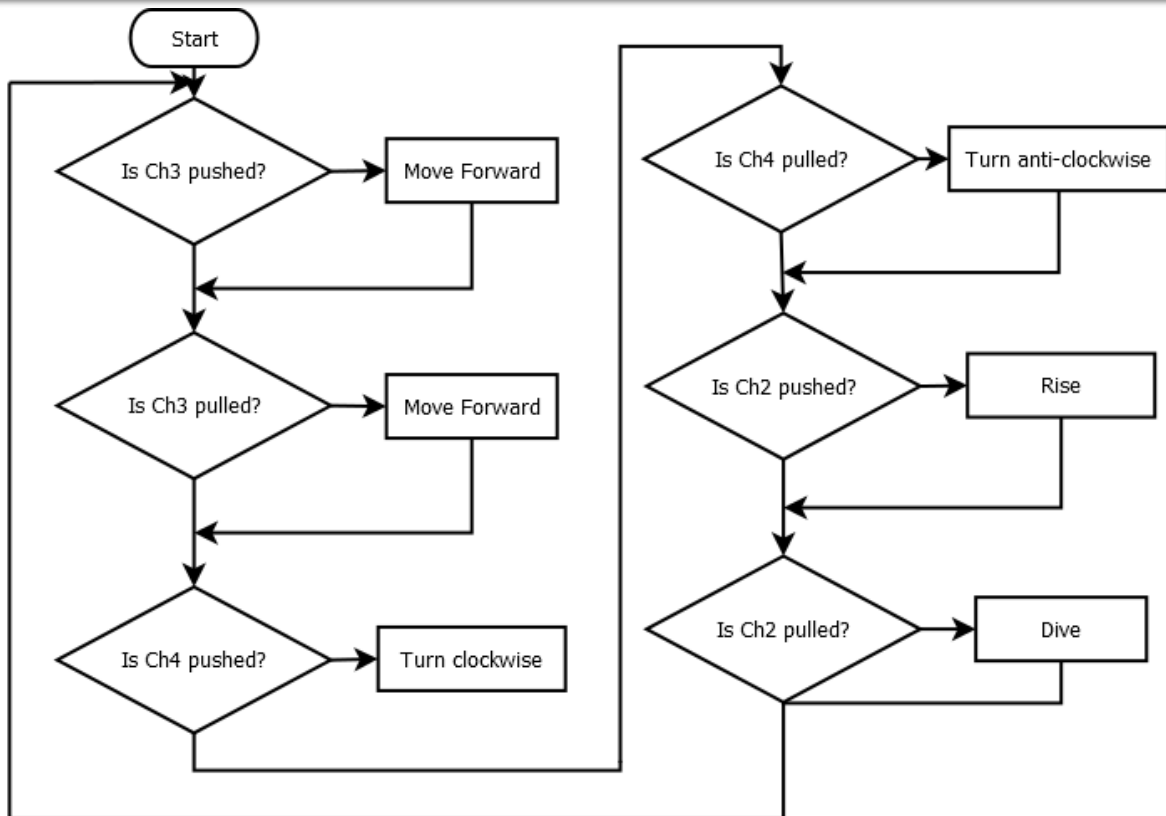 Start
Is Ch3 pushed?
Move Forward
Is Ch3 pulled?
Move Forward
Is Ch4 pushed?
Turn clockwise
Is Ch4 pulled?
Turn anti-clockwise
Is Ch2 pushed?
Rise
Is Ch2 pulled?
Dive